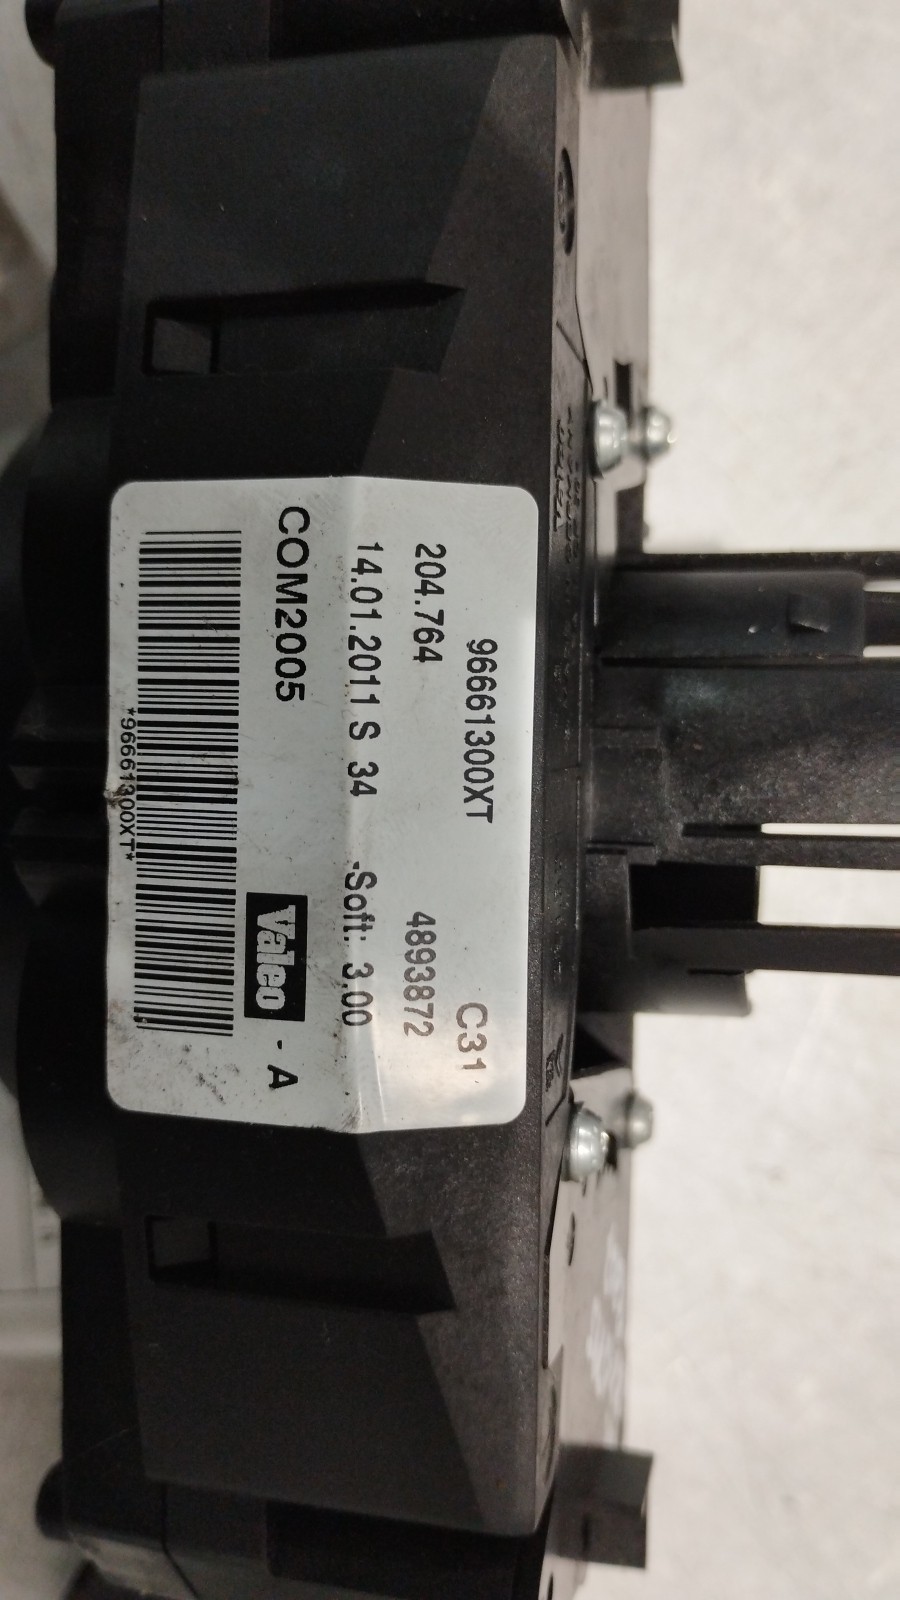 96661300XT C31
204.764 4893872
14.01.2011 S 34 -Soft: 3.00
COM2005 Valeo - A
*96661300XT*